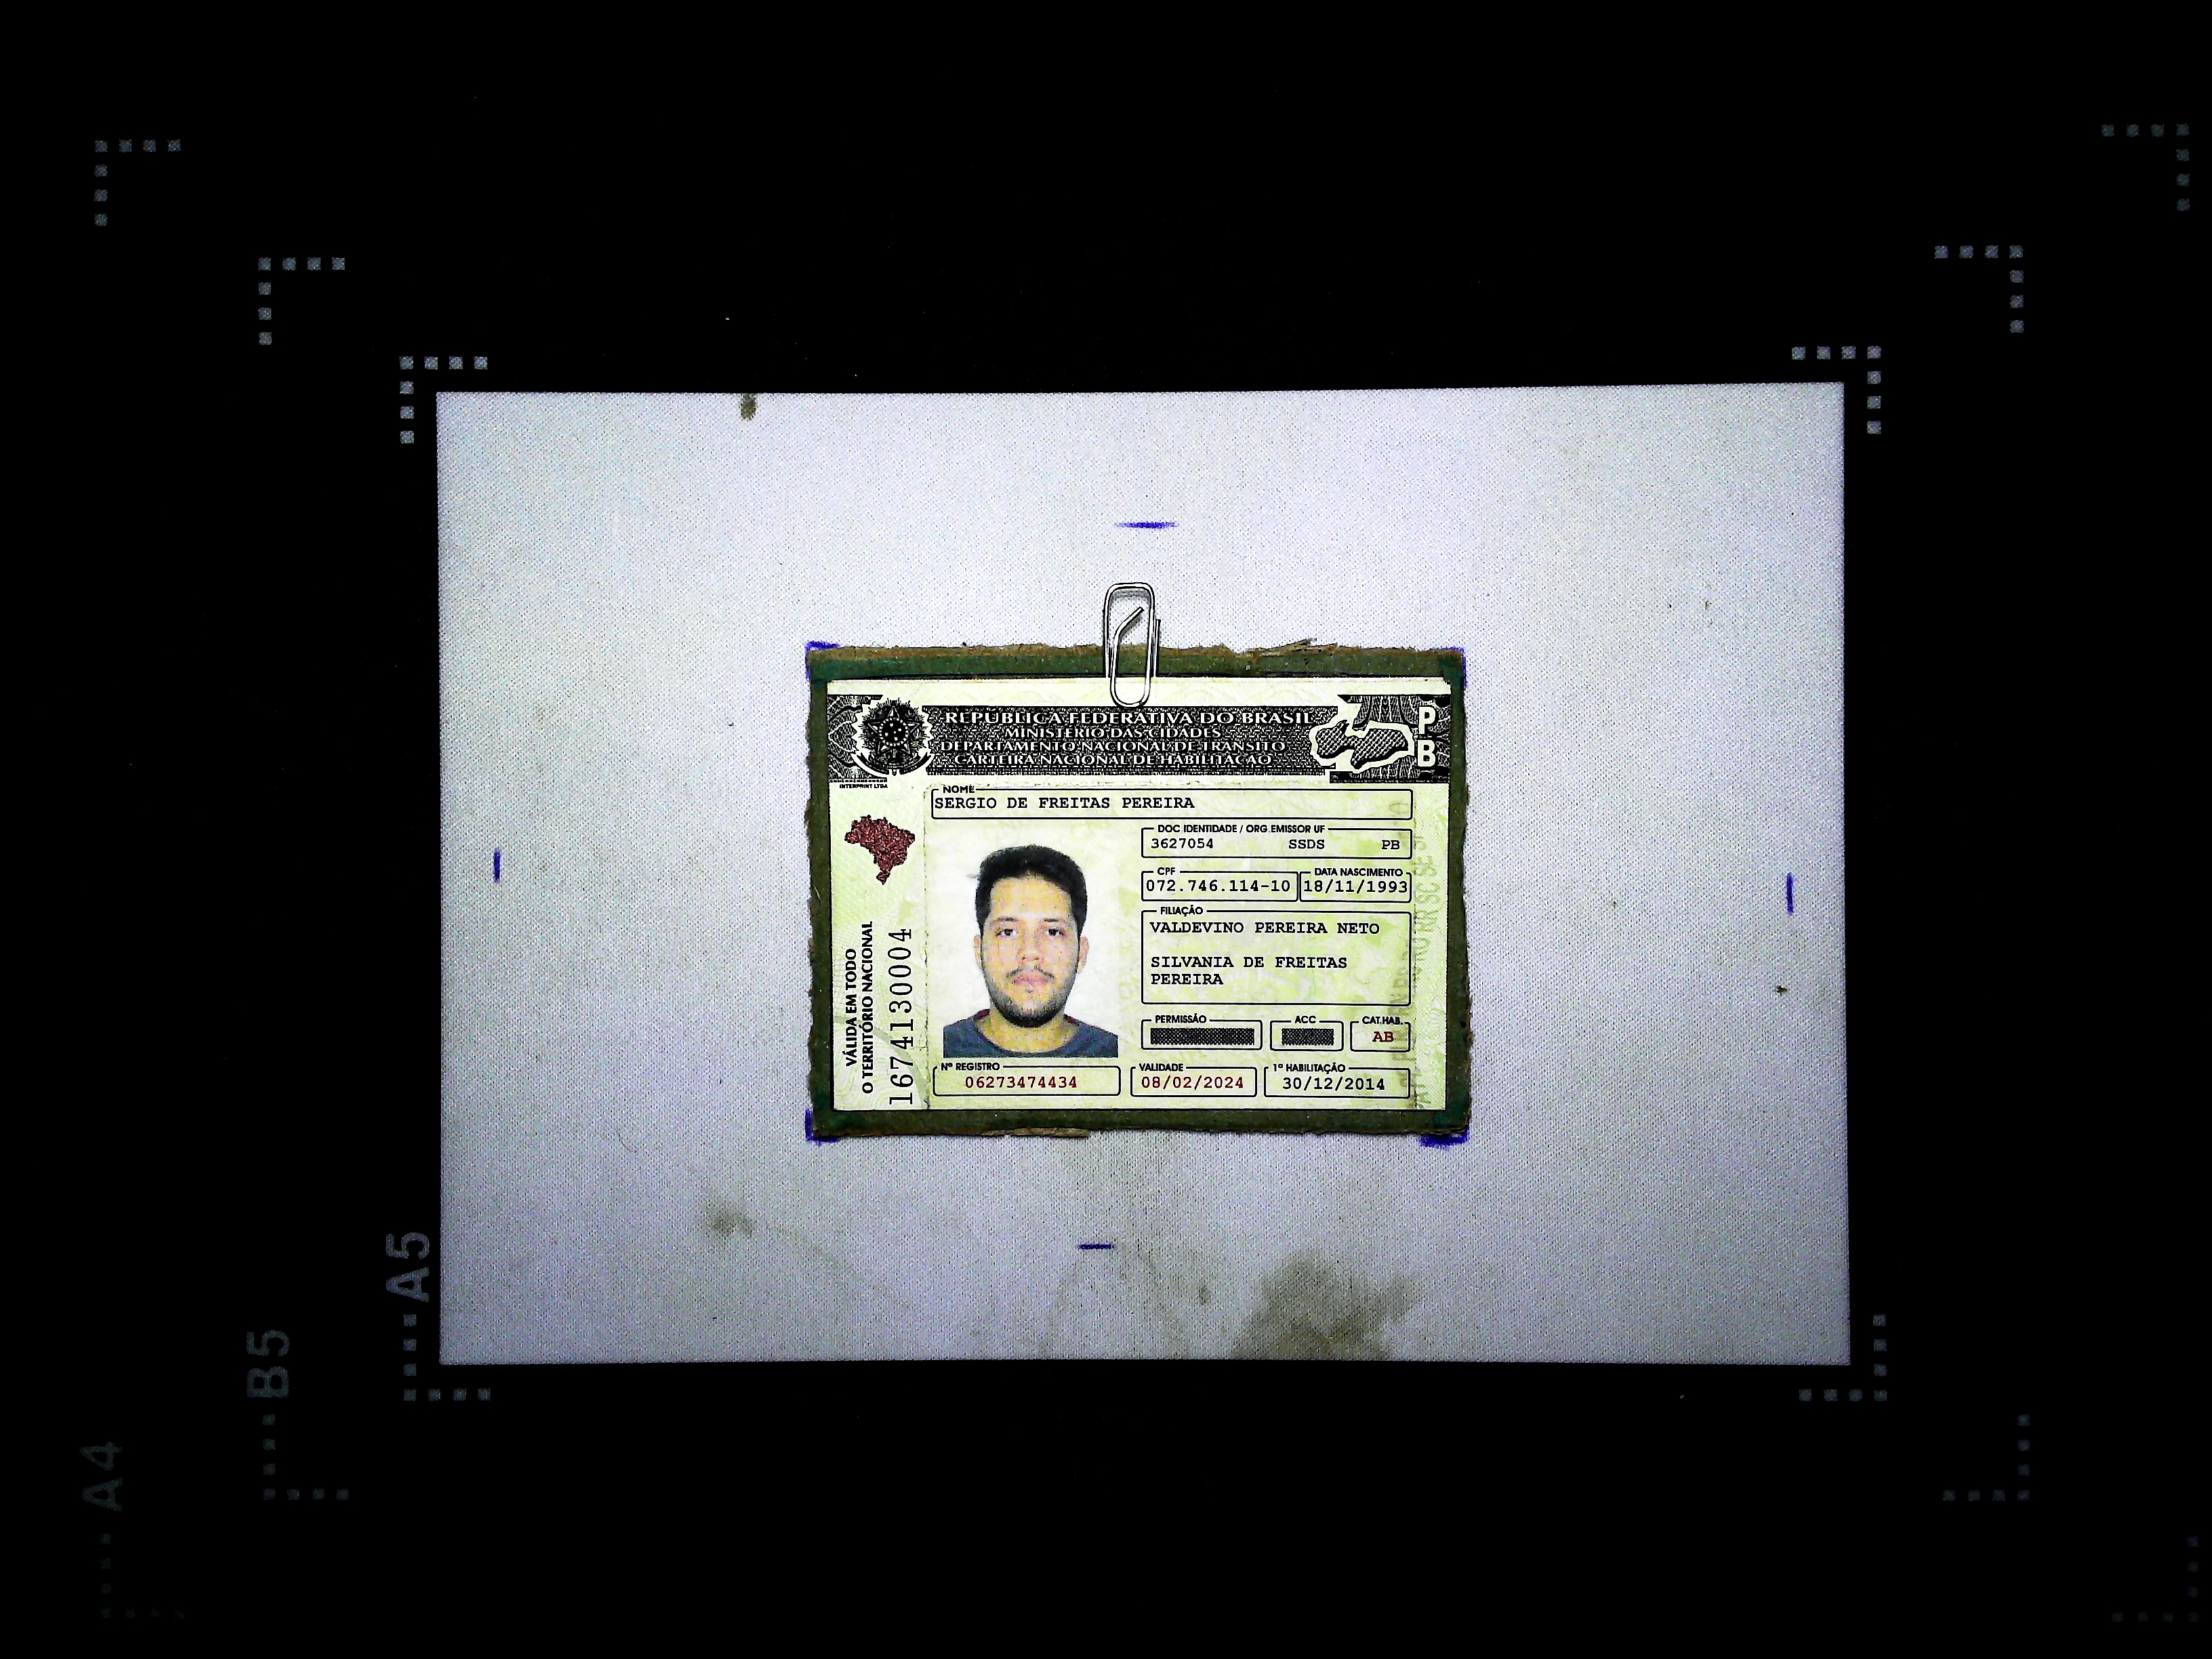 REPÚBLICA FEDERATIVA DO BRASIL
MINISTÉRIO DAS CIDADES
DEPARTAMENTO NACIONAL DE TRÂNSITO
CARTEIRA NACIONAL DE HABILITAÇÃO
PB
INTERPRINT LTDA
NOME
SERGIO DE FREITAS PEREIRA
DOC IDENTIDADE / ORG.EMISSOR UF
3627054 SSDS PB
CPF
072.746.114-10
DATA NASCIMENTO
18/11/1993
FILIAÇÃO
VALDEVINO PEREIRA NETO
SILVANIA DE FREITAS
PEREIRA
PERMISSÃO
ACC
CAT.HAB.
AB
Nº REGISTRO
06273474434
VALIDADE
08/02/2024
1ª HABILITAÇÃO
30/12/2014
VÁLIDA EM TODO
O TERRITÓRIO NACIONAL
1674130004
A5
B5
A4